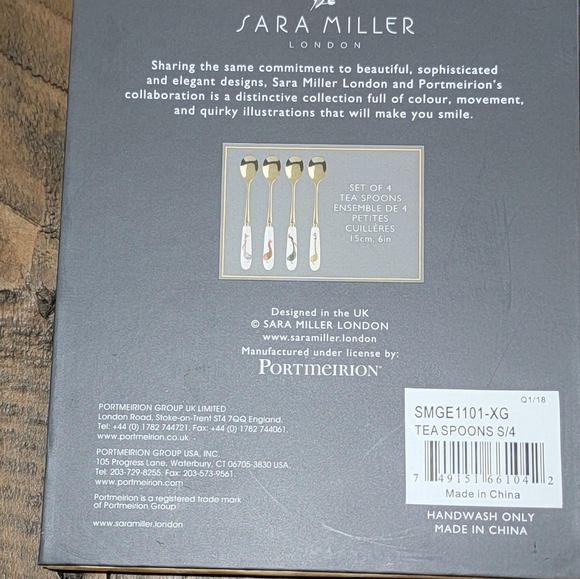 SARA MILLER
LONDON
Sharing the same commitment to beautiful, sophisticated
and elegant designs, Sara Miller London and Portmeirion's
collaboration is a distinctive collection full of colour, movement,
and quirky illustrations that will make you smile.
SET OF 4
TEA SPOONS
ENSEMBLE DE 4
PETITES
CUILLÈRES
15cm, 6in
Designed in the UK
© SARA MILLER LONDON
www.saramiller.london
Manufactured under license by:
PORTMEIRION
PORTMEIRION GROUP UK LIMITED
London Road, Stoke-on-Trent ST4 7QQ England.
Tel: +44 (0) 1782 744721. Fax: +44 (0) 1782 744061.
www.portmeirion.co.uk
PORTMEIRION GROUP USA, INC.
105 Progress Lane, Waterbury, CT 06705-3830 USA.
Tel: 203-729-8255. Fax: 203-573-9561.
www.portmeirion.com
Portmeirion is a registered trade mark
of Portmeirion Group
www.saramiller.london
Q1/18
SMGE1101-XG
TEA SPOONS S/4
7 49151 66104 2
Made in China
HANDWASH ONLY
MADE IN CHINA